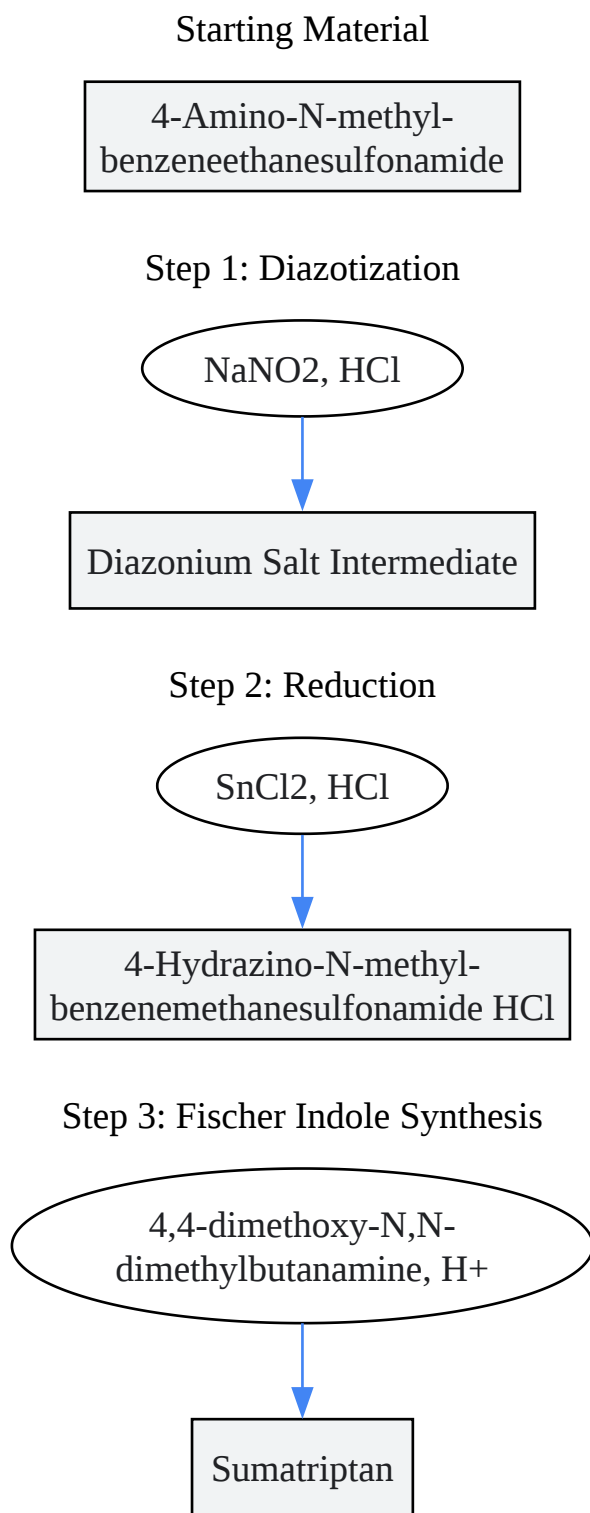 Starting Material
4-Amino-N-methyl-
benzeneethanesulfonamide
Step 1: Diazotization
NaNO2, HCl
Diazonium Salt Intermediate
Step 2: Reduction
SnCl2, HCl
4-Hydrazino-N-methyl-
benzenemethanesulfonamide HCl
Step 3: Fischer Indole Synthesis
4,4-dimethoxy-N,N-
dimethylbutanamine, H+
Sumatriptan